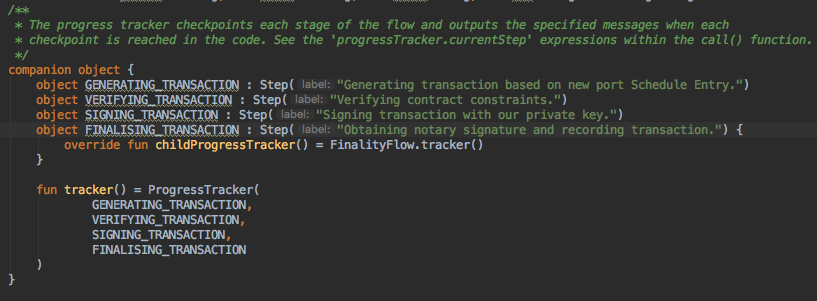 /**
* The progress tracker checkpoints each stage of the flow and outputs the specified messages when each
* checkpoint is reached in the code. See the 'progressTracker.currentStep' expressions within the call() function.
*/
companion object {
object GENERATING_TRANSACTION : Step( label: "Generating transaction based on new port Schedule Entry.")
object VERIFYING_TRANSACTION : Step( label: "Verifying contract constraints.")
object SIGNING_TRANSACTION : Step( label: "Signing transaction with our private key.")
object FINALISING_TRANSACTION : Step( label: "Obtaining notary signature and recording transaction.") {
override fun childProgressTracker() = FinalityFlow.tracker()
}
fun tracker() = ProgressTracker(
GENERATING_TRANSACTION,
VERIFYING_TRANSACTION,
SIGNING_TRANSACTION,
FINALISING_TRANSACTION
)
}